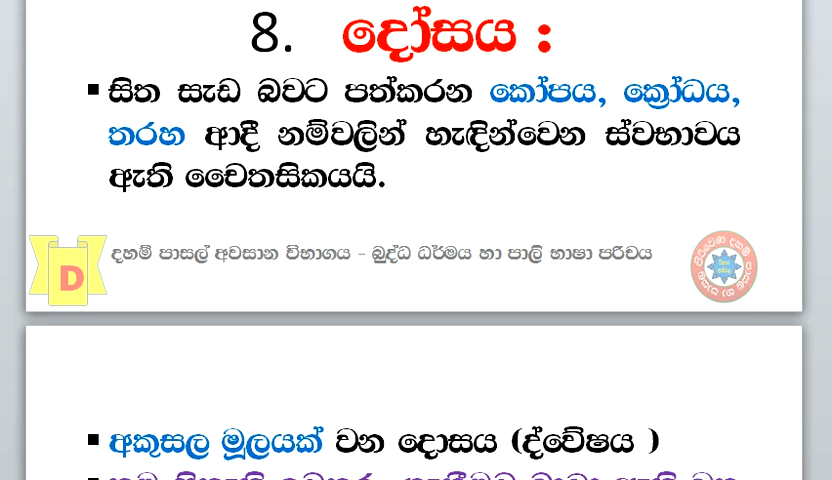 8. දෝසය :
▪ සිත සැඩ බවට පත්කරන කෝපය, ක්‍රෝධය,
තරහ ආදී නම්වලින් හැඳින්වෙන ස්වභාවය
ඇති චෛතසිකයයි.
D
දහම් පාසල් අවසාන විභාගය - බුද්ධ ධර්මය හා පාලි භාෂා පරිචය
▪ අකුසල මූලයක් වන දොසය (ද්වේෂය )